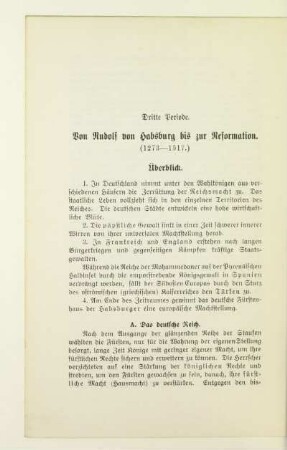 Dritte Periode.
Von Rudolf von Habsburg bis zur Reformation.
(1273—1517.)
Überblick.
1. In Deutschland nimmt unter den Wahlkönigen aus ver-
schiedenen Häusern die Zerrüttung der Reichsmacht zu. Das
staatliche Leben vollzieht sich in den einzelnen Territorien des
Reiches. Die deutschen Städte entwickeln eine hohe wirtschaft-
liche Blüte.
2. Die päpstliche Gewalt sinkt in einer Zeit schwerer innerer
Wirren von ihrer universalen Machtstellung herab.
3. In Frankreich und England erstehen nach langen
Bürgerkriegen und gegenseitigen Kämpfen kräftige Staats-
gewalten.
Während die Reiche der Mohammedaner auf der Pyrenäischen
Halbinsel durch die emporstrebende Königsgewalt in Spanien
vernichtet werden, fällt der Südosten Europas durch den Sturz
des oströmischen (griechischen) Kaiserreiches den Türken zu.
4. Am Ende des Zeitraumes gewinnt das deutsche Fürsten-
haus der Habsburger eine europäische Machtstellung.
A. Das deutsche Reich.
Nach dem Ausgange der glänzenden Reihe der Staufen
wählten die Fürsten, nur für die Wahrung der eigenen Stellung
besorgt, lange Zeit Könige mit geringer eigener Macht, um ihre
fürstlichen Rechte sichern und erweitern zu können. Die Herrscher
verzichteten auf eine Stärkung der königlichen Rechte und
strebten, um den Fürsten gewachsen zu sein, danach, ihre fürst-
liche Macht (Hausmacht) zu verstärken. Entgegen den bis-